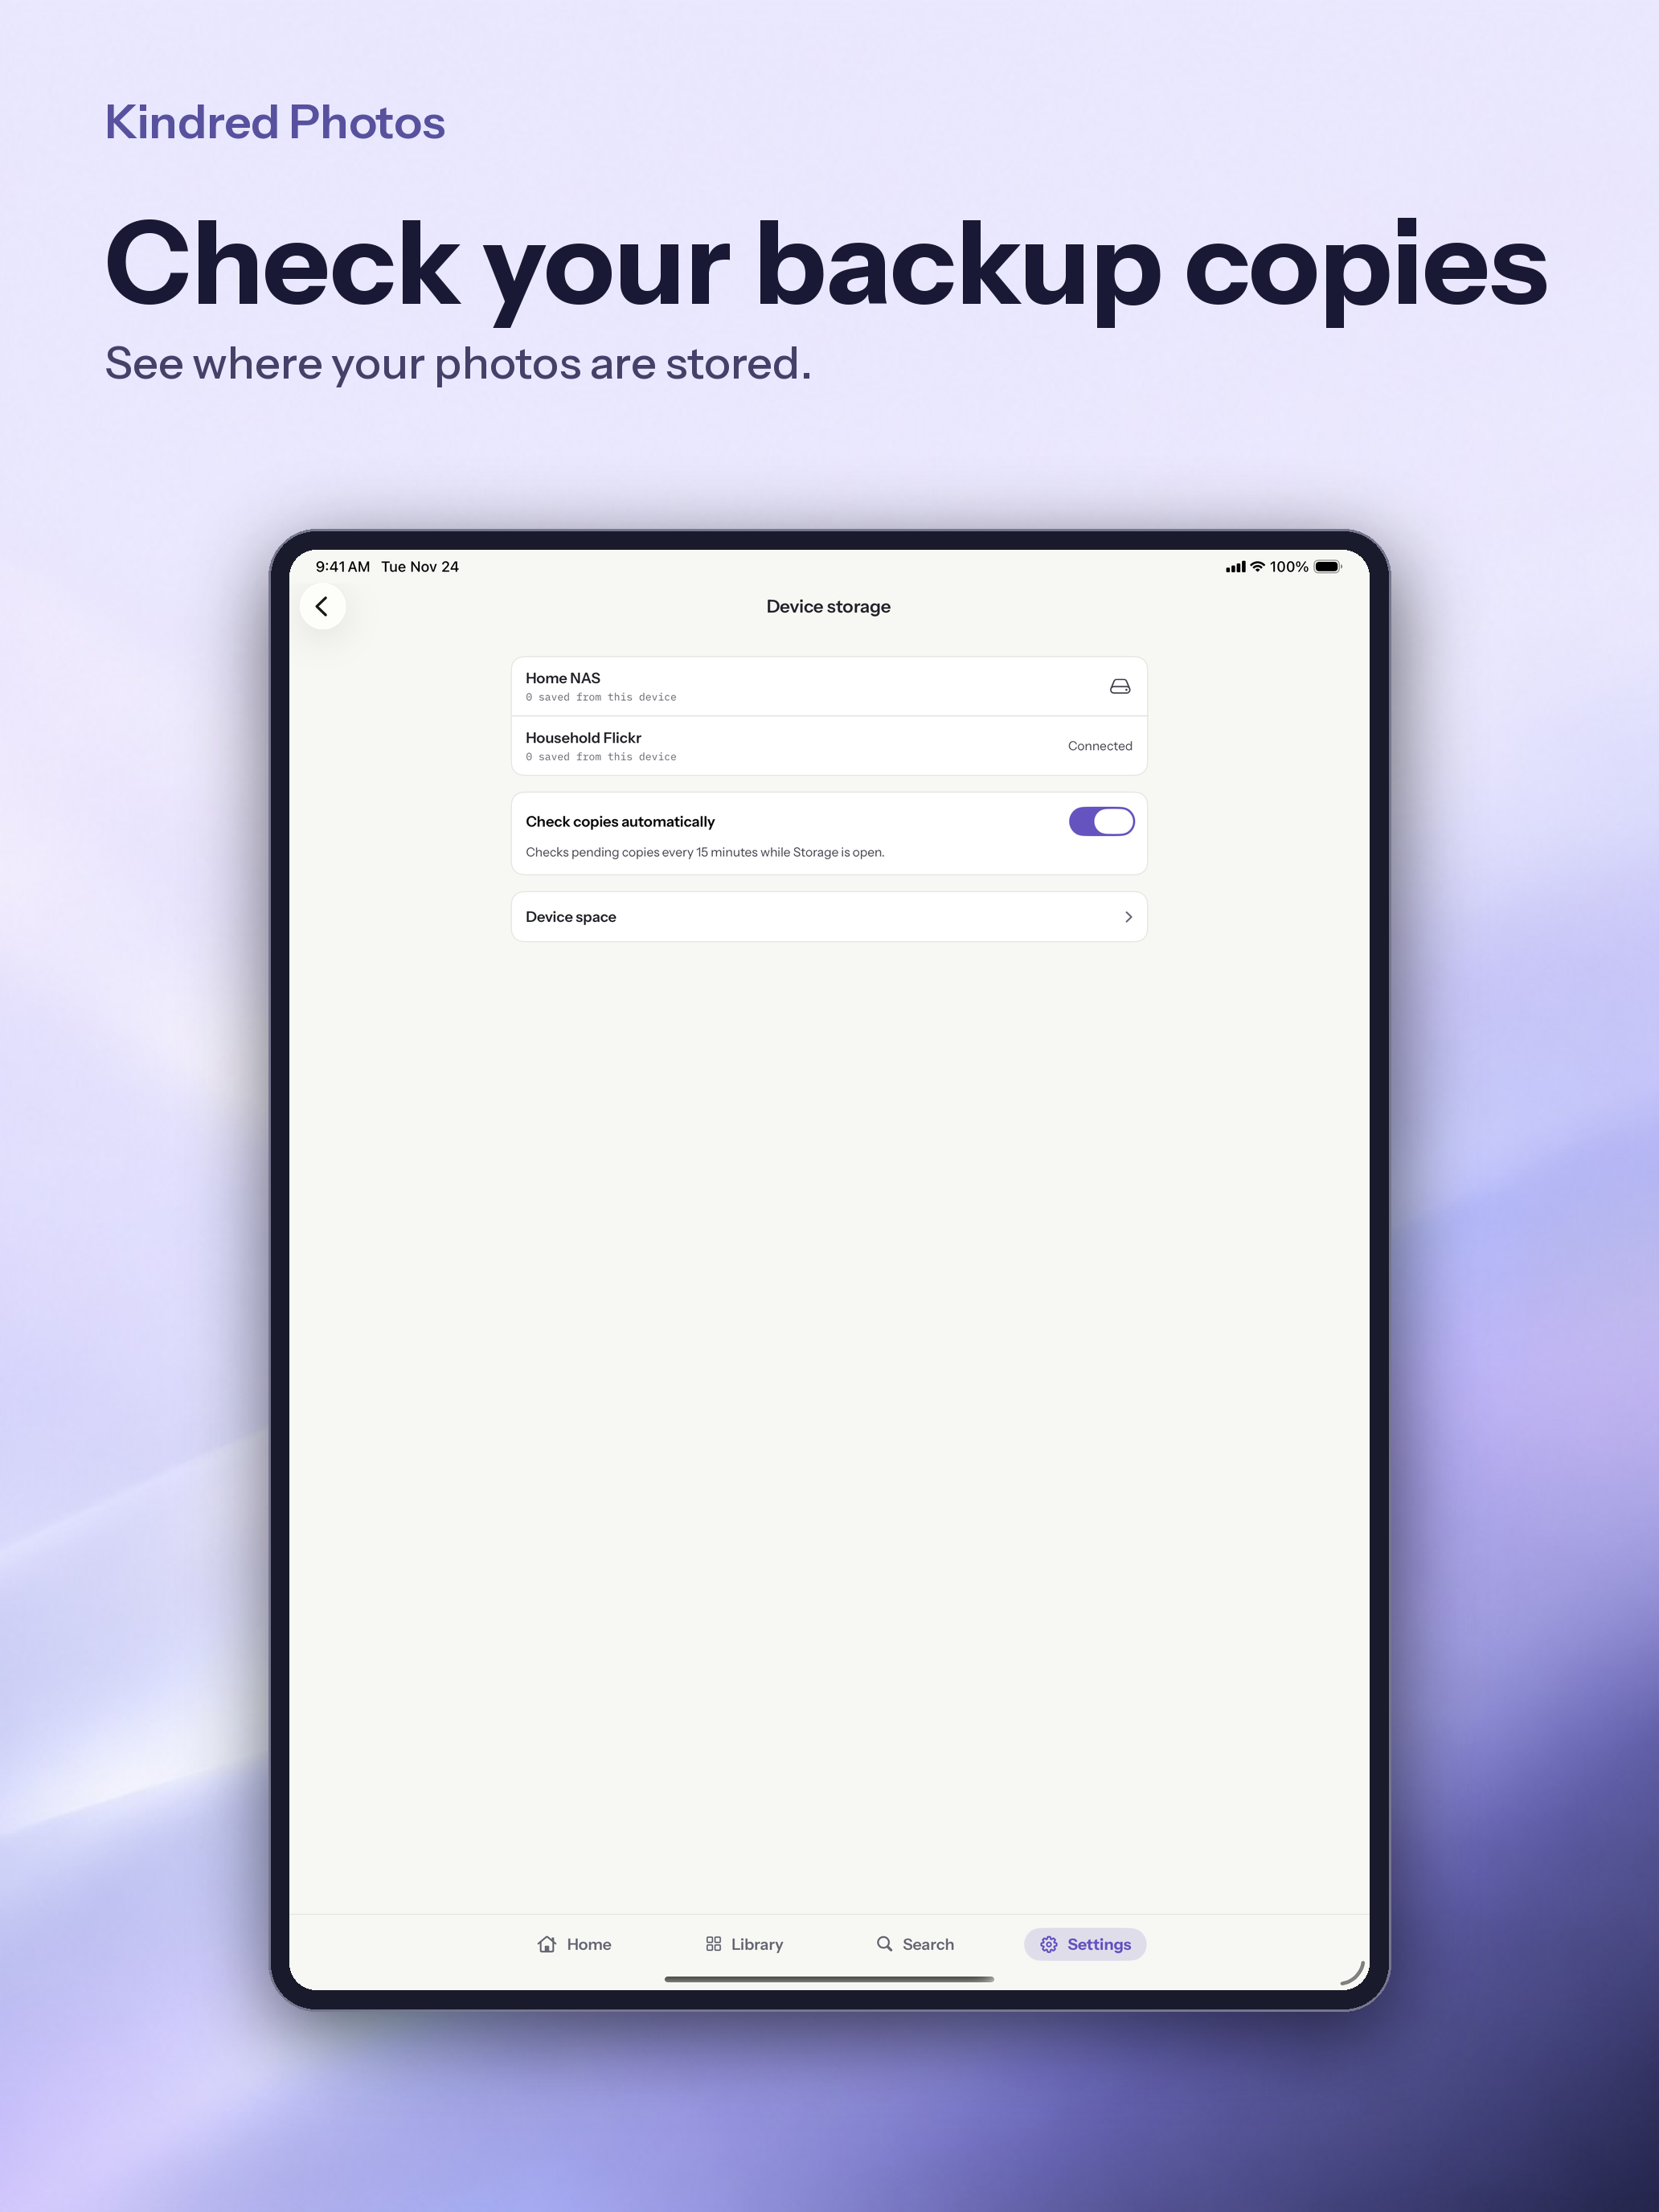 Kindred Photos
Check your backup copies
See where your photos are stored.
9:41 AM Tue Nov 24
100%
Device storage
Home NAS
0 saved from this device
Household Flickr
0 saved from this device
Connected
Check copies automatically
Checks pending copies every 15 minutes while Storage is open.
Device space
Home Library Search Settings